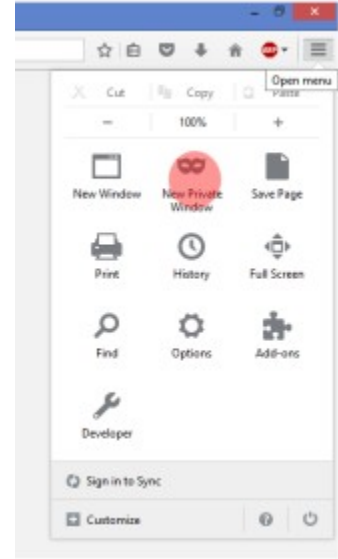 ABP
Open menu
Cut Copy Paste
− 100% +
New Window New Private Window Save Page
Print History Full Screen
Find Options Add-ons
Developer
Sign in to Sync
Customize